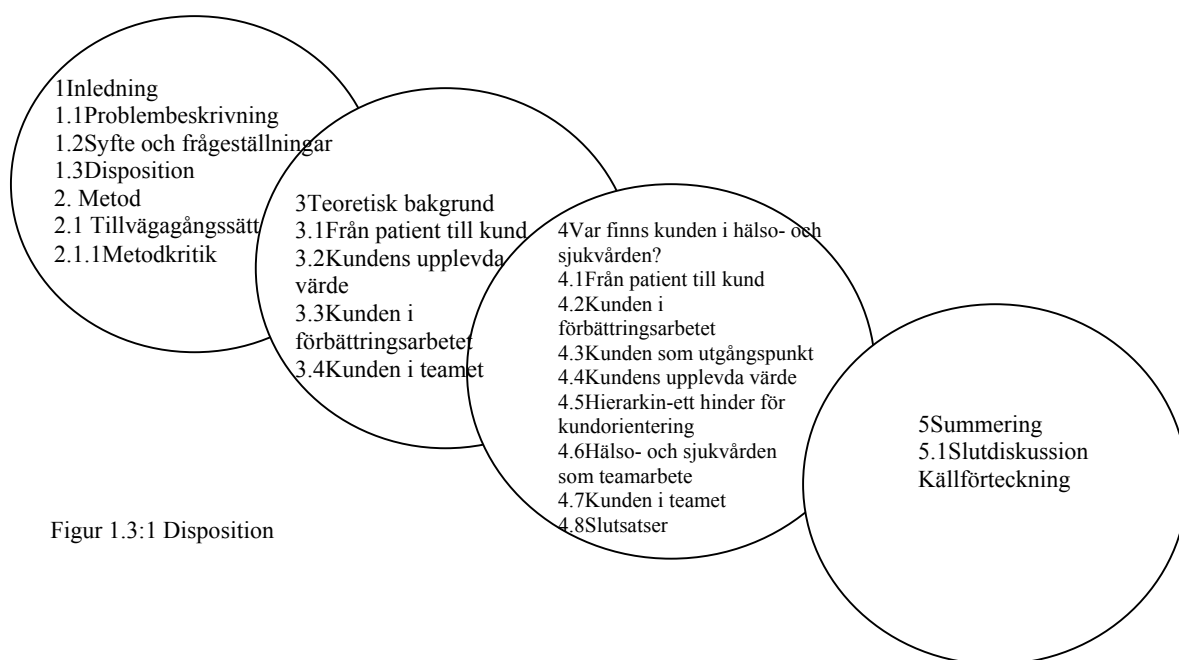 1Inledning
1.1Problembeskrivning
1.2Syfte och frågeställningar
1.3Disposition
2. Metod
2.1 Tillvägagångssätt
2.1.1Metodkritik
3Teoretisk bakgrund
3.1Från patient till kund
3.2Kundens upplevda
värde
3.3Kunden i
förbättringsarbetet
3.4Kunden i teamet
4Var finns kunden i hälso- och
sjukvården?
4.1Från patient till kund
4.2Kunden i
förbättringsarbetet
4.3Kunden som utgångspunkt
4.4Kundens upplevda värde
4.5Hierarkin-ett hinder för
kundorientering
4.6Hälso- och sjukvården
som teamarbete
4.7Kunden i teamet
4.8Slutsatser
5Summering
5.1Slutdiskussion
Källförteckning
Figur 1.3:1 Disposition